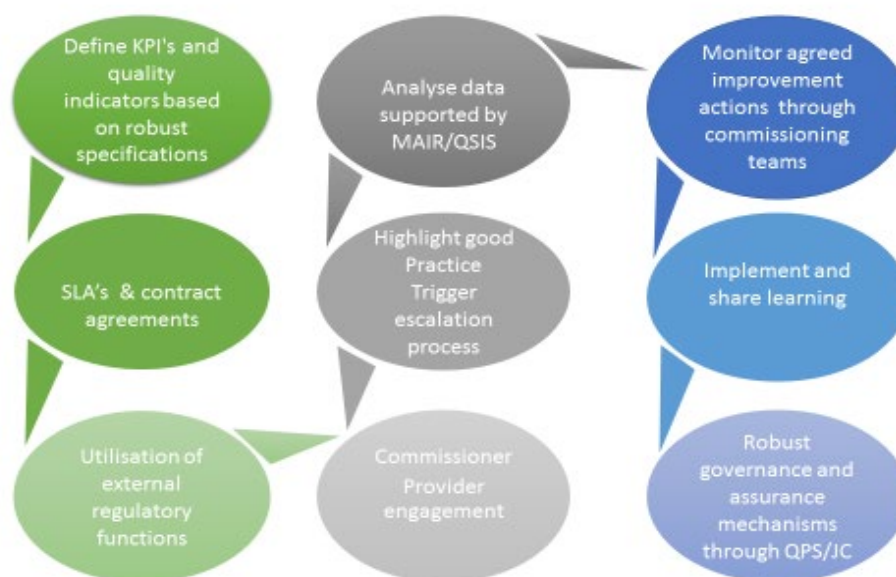 Define KPI's and
quality
indicators based
on robust
specifications
SLA's & contract
agreements
Utilisation of
external
regulatory
functions
Commissioner
Provider
engagement
Highlight good
Practice
Trigger
escalation
process
Analyse data
supported by
MAIR/QSIS
Monitor agreed
improvement
actions through
commissioning
teams
Implement and
share learning
Robust
governance and
assurance
mechanisms
through QPS/JC